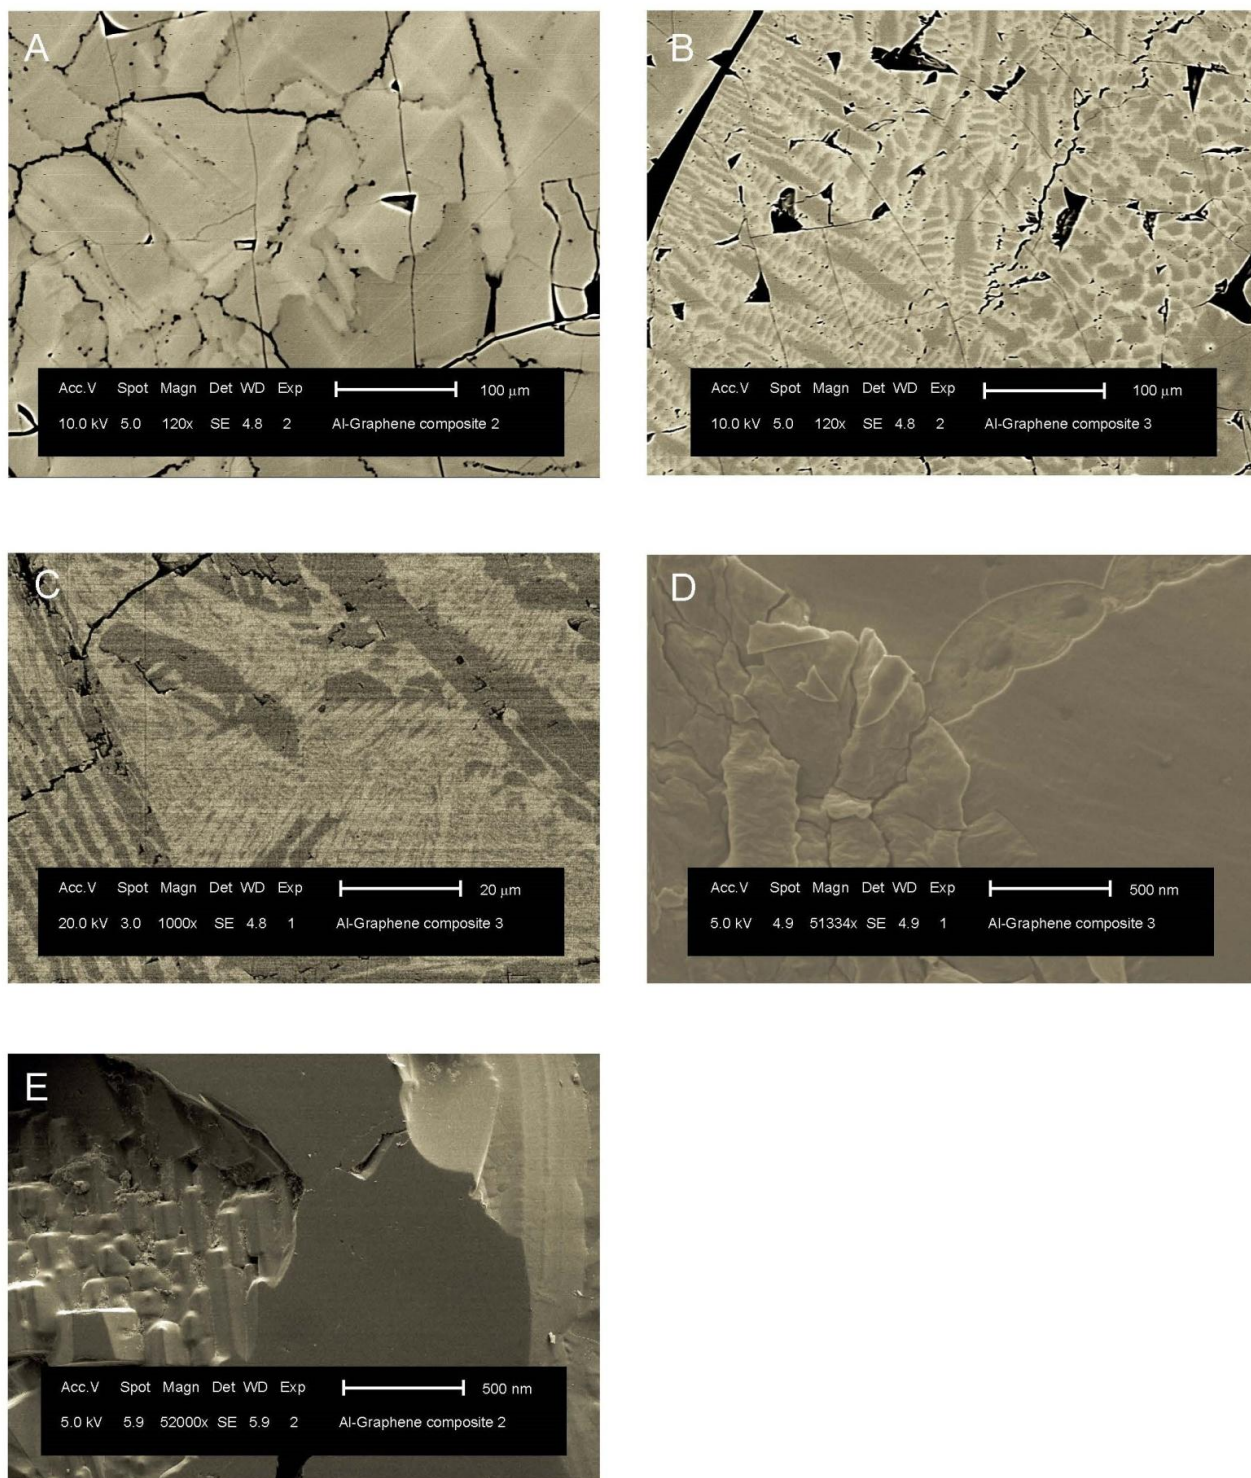 A
Acc.V Spot Magn Det WD Exp 100 μm
10.0 kV 5.0 120x SE 4.8 2 Al-Graphene composite 2
B
Acc.V Spot Magn Det WD Exp 100 μm
10.0 kV 5.0 120x SE 4.8 2 Al-Graphene composite 3
C
Acc.V Spot Magn Det WD Exp 20 μm
20.0 kV 3.0 1000x SE 4.8 1 Al-Graphene composite 3
D
Acc.V Spot Magn Det WD Exp 500 nm
5.0 kV 4.9 51334x SE 4.9 1 Al-Graphene composite 3
E
Acc.V Spot Magn Det WD Exp 500 nm
5.0 kV 5.9 52000x SE 5.9 2 Al-Graphene composite 2